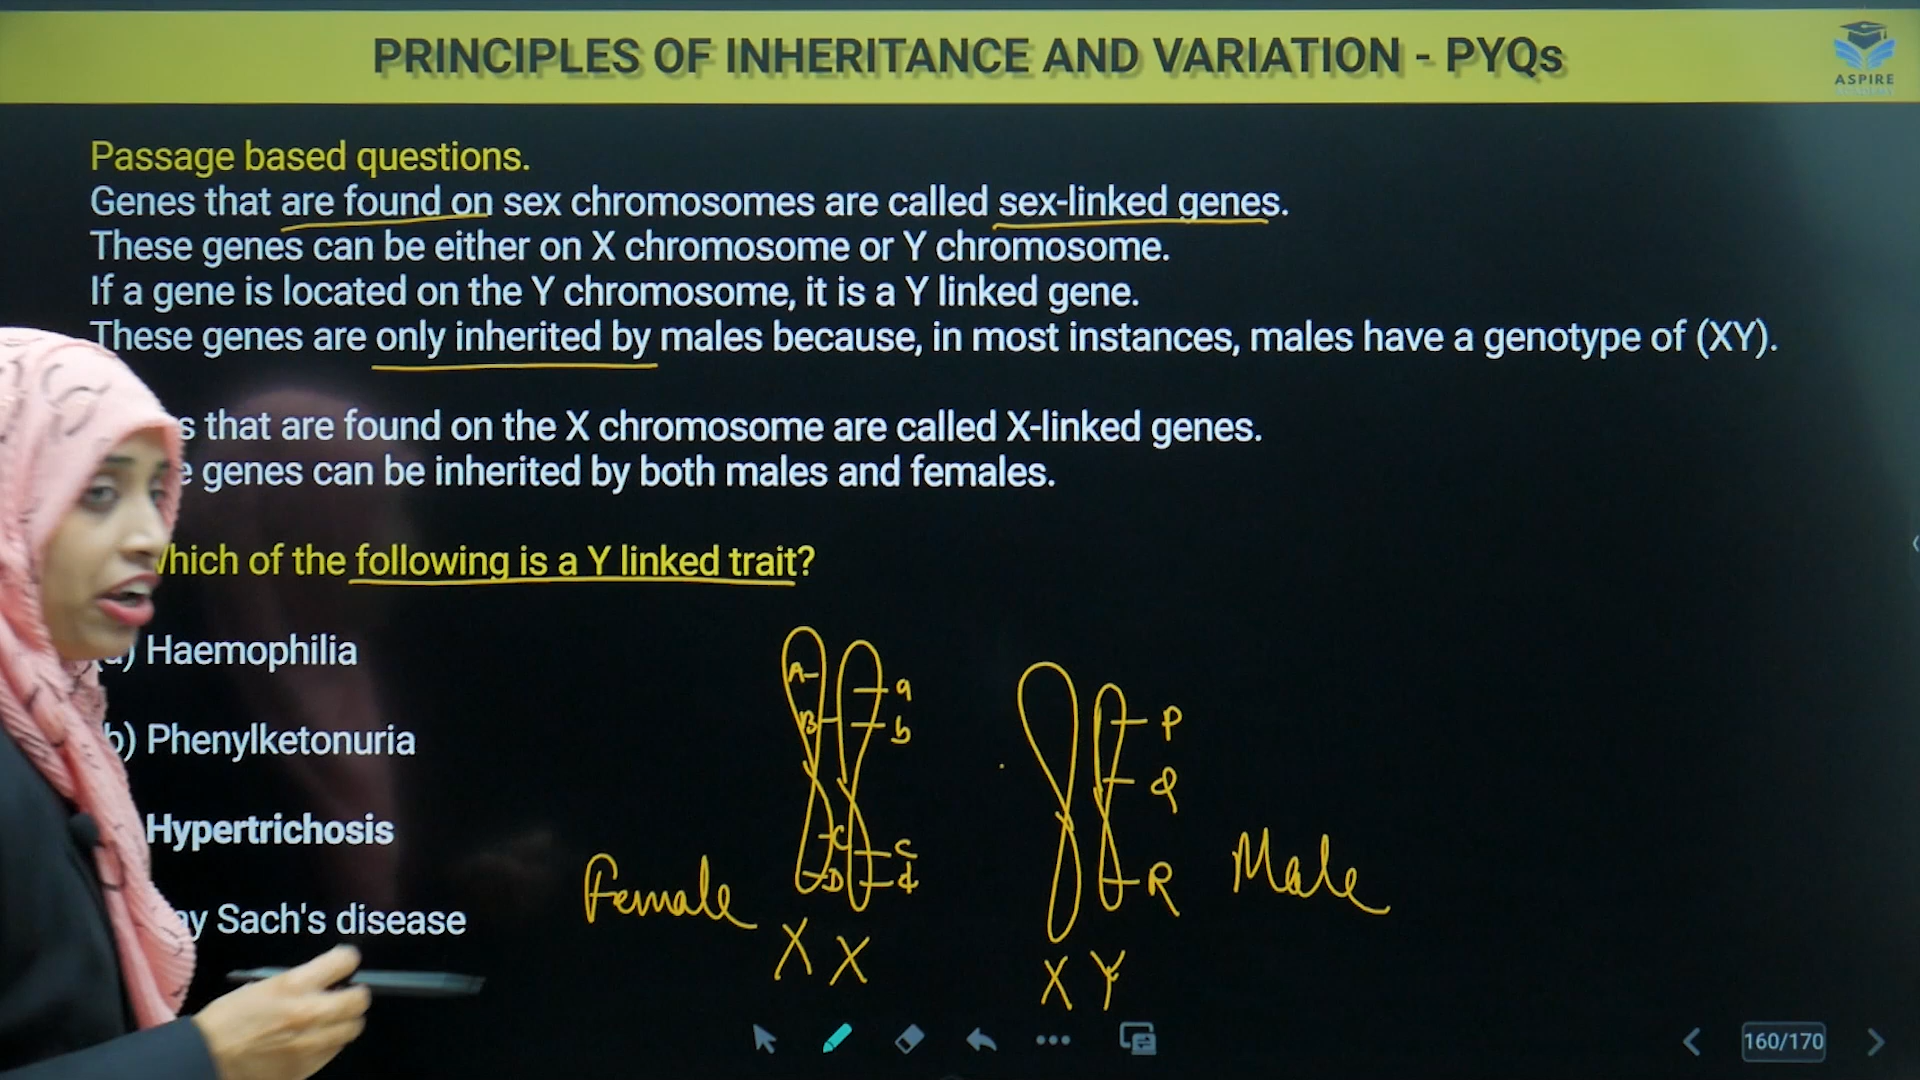 PRINCIPLES OF INHERITANCE AND VARIATION - PYQs
ASPIRE
Passage based questions.
Genes that are found on sex chromosomes are called sex-linked genes.
These genes can be either on X chromosome or Y chromosome.
If a gene is located on the Y chromosome, it is a Y linked gene.
These genes are only inherited by males because, in most instances, males have a genotype of (XY).
that are found on the X chromosome are called X-linked genes.
genes can be inherited by both males and females.
following is a Y linked trait?
Haemophilia
b) Phenylketonuria
Hypertrichosis
Sach's disease
A a
B b
C c
D d
Female
X X
P
Q
R
Male
X Y
160/170